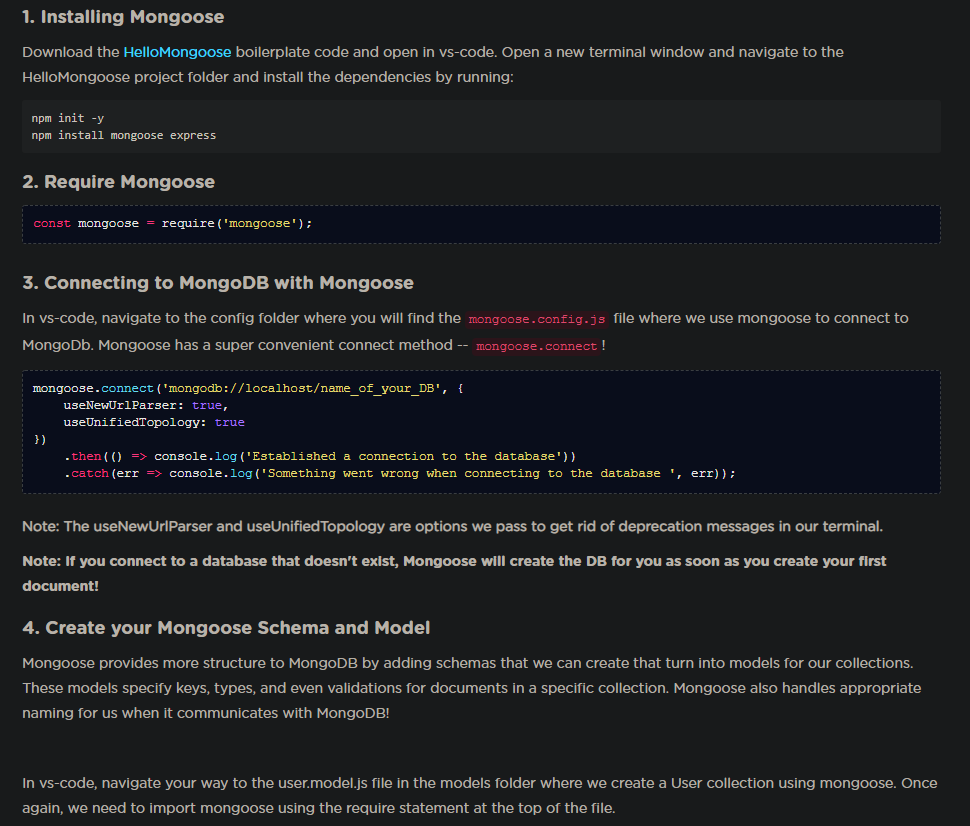 1. Installing Mongoose
Download the HelloMongoose boilerplate code and open in vs-code. Open a new terminal window and navigate to the
HelloMongoose project folder and install the dependencies by running:
npm init -y
npm install mongoose express
2. Require Mongoose
const mongoose = require('mongoose');
3. Connecting to MongoDB with Mongoose
In vs-code, navigate to the config folder where you will find the mongoose.config.js file where we use mongoose to connect to
MongoDb. Mongoose has a super convenient connect method -- mongoose.connect!
mongoose.connect('mongodb://localhost/name_of_your_DB', {
    useNewUrlParser: true,
    useUnifiedTopology: true
})
    .then(() => console.log('Established a connection to the database'))
    .catch(err => console.log('Something went wrong when connecting to the database ', err));
Note: The useNewUrlParser and useUnifiedTopology are options we pass to get rid of deprecation messages in our terminal.
Note: If you connect to a database that doesn't exist, Mongoose will create the DB for you as soon as you create your first
document!
4. Create your Mongoose Schema and Model
Mongoose provides more structure to MongoDB by adding schemas that we can create that turn into models for our collections.
These models specify keys, types, and even validations for documents in a specific collection. Mongoose also handles appropriate
naming for us when it communicates with MongoDB!
In vs-code, navigate your way to the user.model.js file in the models folder where we create a User collection using mongoose. Once
again, we need to import mongoose using the require statement at the top of the file.